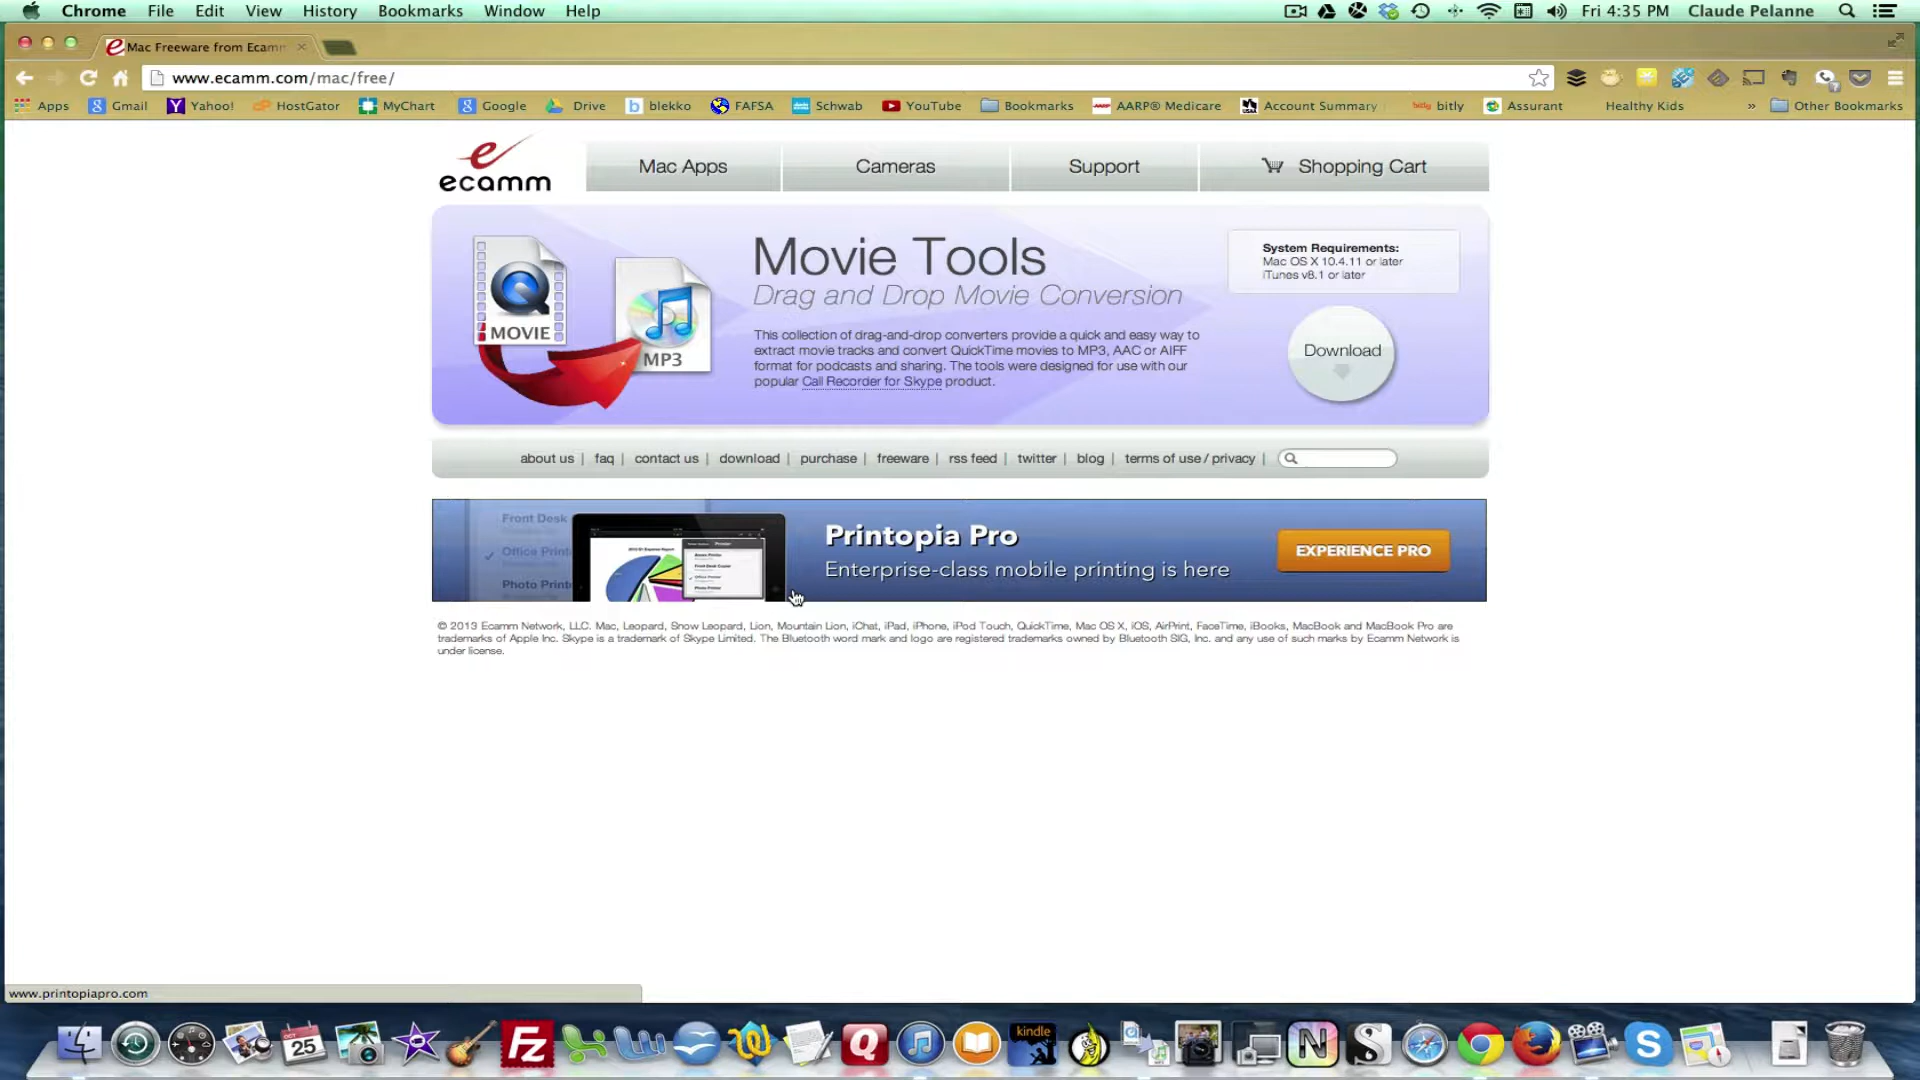 Chrome File Edit View History Bookmarks Window Help Fri 4:35 PM Claude Pelanne
Mac Freeware from Ecamm
www.ecamm.com/mac/free/
Apps Gmail Yahoo! HostGator MyChart Google Drive blekko FAFSA Schwab YouTube Bookmarks AARP® Medicare Account Summary bitly Assurant Healthy Kids » Other Bookmarks
ecamm
Mac Apps Cameras Support Shopping Cart
MOVIE
MP3
Movie Tools
Drag and Drop Movie Conversion
This collection of drag-and-drop converters provide a quick and easy way to
extract movie tracks and convert QuickTime movies to MP3, AAC or AIFF
format for podcasts and sharing. The tools were designed for use with our
popular Call Recorder for Skype product.
System Requirements:
Mac OS X 10.4.11 or later
iTunes v8.1 or later
Download
about us | faq | contact us | download | purchase | freeware | rss feed | twitter | blog | terms of use / privacy |
Front Desk
Office Print
Photo Print
Printopia Pro
Enterprise-class mobile printing is here
EXPERIENCE PRO
© 2013 Ecamm Network, LLC. Mac, Leopard, Snow Leopard, Lion, Mountain Lion, iChat, iPad, iPhone, iPod Touch, QuickTime, Mac OS X, iOS, AirPrint, FaceTime, iBooks, MacBook and MacBook Pro are
trademarks of Apple Inc. Skype is a trademark of Skype Limited. The Bluetooth word mark and logo are registered trademarks owned by Bluetooth SIG, Inc. and any use of such marks by Ecamm Network is
under license.
www.printopiapro.com
OCT
25
Fz
Q
kindle
N
S
S